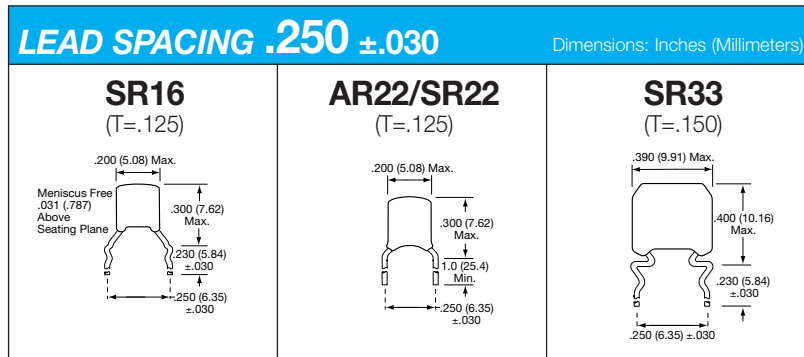 LEAD SPACING .250 ±.030
Dimensions: Inches (Millimeters)
SR16
(T=.125)
.200 (5.08) Max.
Meniscus Free
.031 (.787)
Above
Seating Plane
.300 (7.62)
Max.
.230 (5.84)
±.030
.250 (6.35)
±.030
AR22/SR22
(T=.125)
.200 (5.08) Max.
.300 (7.62)
Max.
1.0 (25.4)
Min.
.250 (6.35)
±.030
SR33
(T=.150)
.390 (9.91) Max.
.400 (10.16)
Max.
.230 (5.84)
±.030
.250 (6.35) ±.030